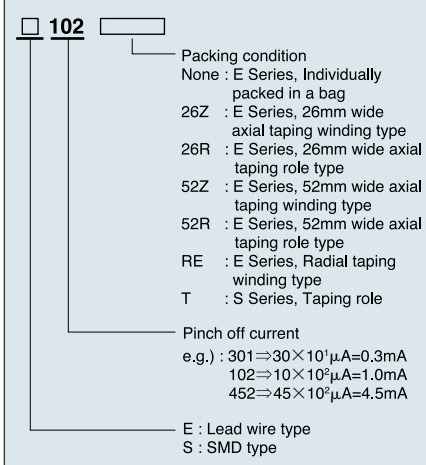 □ 102
Packing condition
None : E Series, Individually
packed in a bag
26Z : E Series, 26mm wide
axial taping winding type
26R : E Series, 26mm wide axial
taping role type
52Z : E Series, 52mm wide axial
taping winding type
52R : E Series, 52mm wide axial
taping role type
RE : E Series, Radial taping
winding type
T : S Series, Taping role
Pinch off current
e.g.) : 301⇒30×10¹μA=0.3mA
102⇒10×10²μA=1.0mA
452⇒45×10²μA=4.5mA
E : Lead wire type
S : SMD type